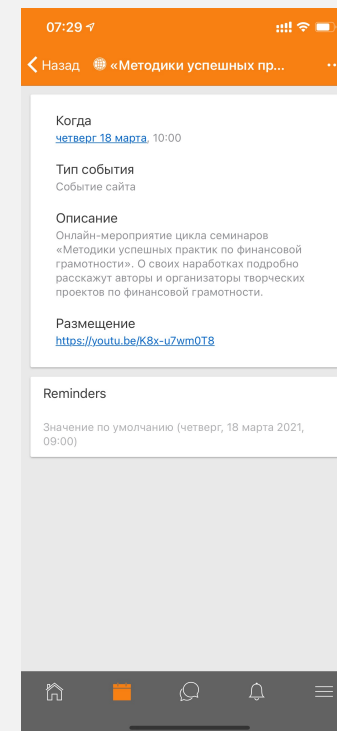 07:29
Назад «Методики успешных пр...
Когда
четверг 18 марта, 10:00
Тип события
Событие сайта
Описание
Онлайн-мероприятие цикла семинаров
«Методики успешных практик по финансовой
грамотности». О своих наработках подробно
расскажут авторы и организаторы творческих
проектов по финансовой грамотности.
Размещение
https://youtu.be/K8x-u7wm0T8
Reminders
Значение по умолчанию (четверг, 18 марта 2021,
09:00)